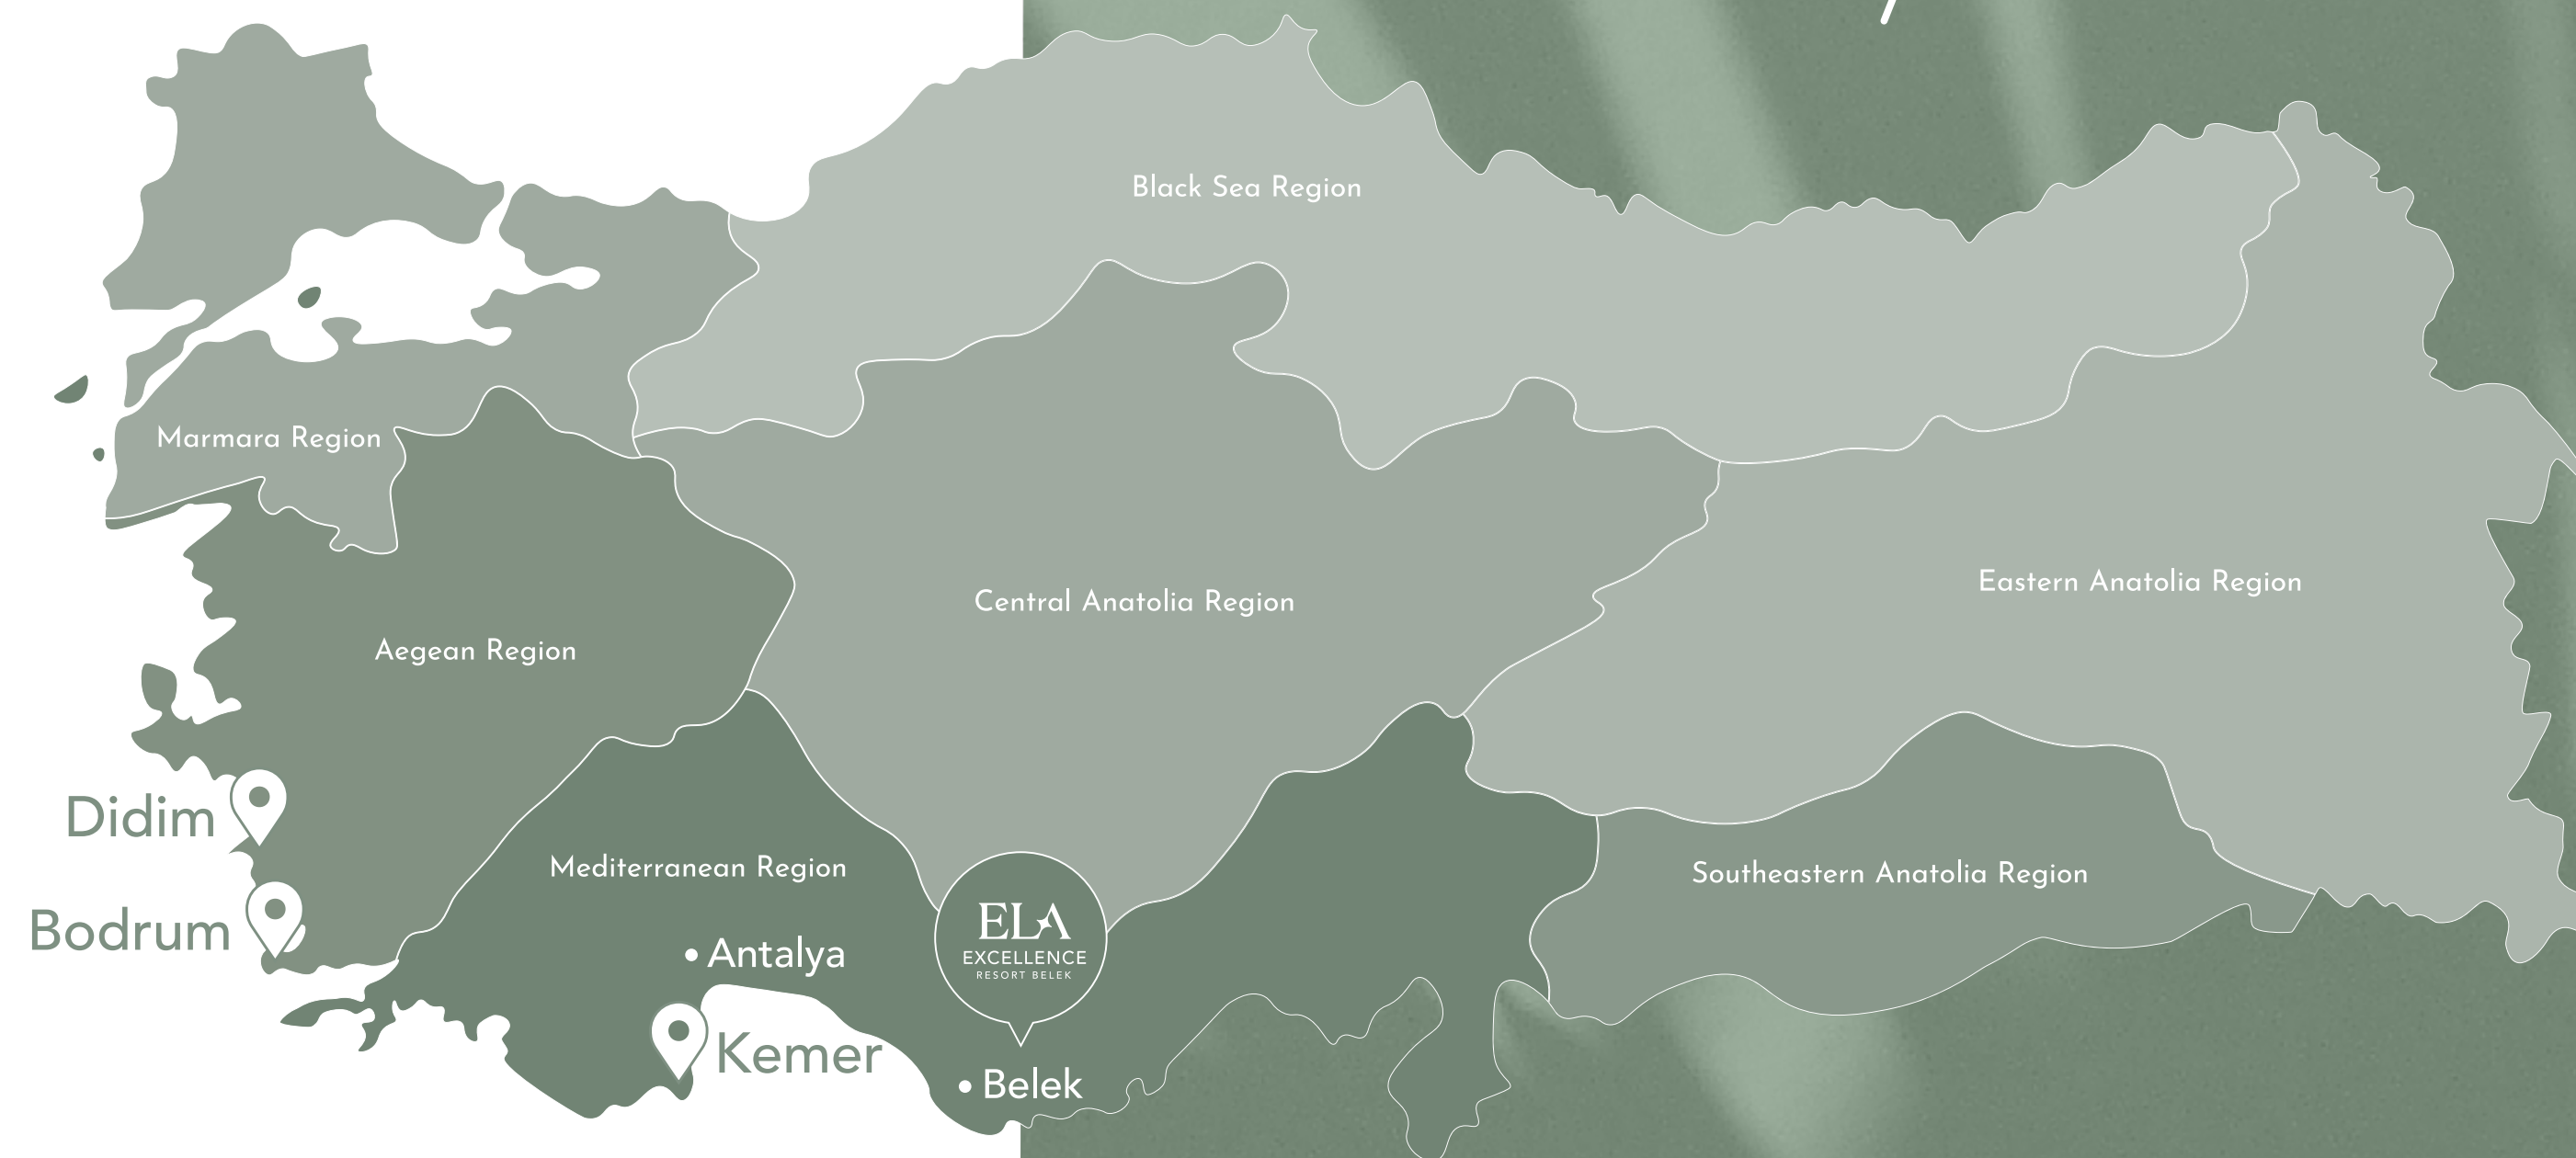 Black Sea Region
Marmara Region
Central Anatolia Region
Eastern Anatolia Region
Aegean Region
Didim
Mediterranean Region
Southeastern Anatolia Region
Bodrum
ELA
EXCELLENCE
RESORT BELEK
Antalya
Kemer
Belek